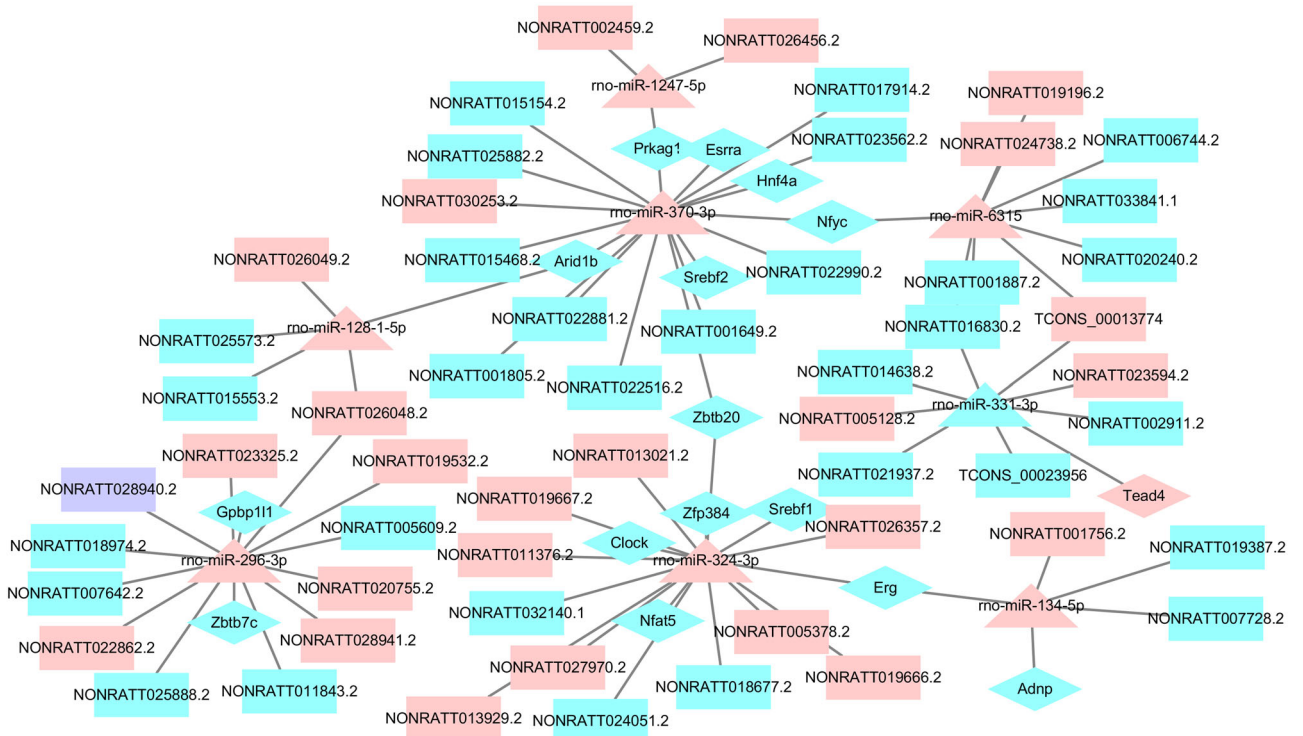 NONRATT002459.2
NONRATT026456.2
rno-miR-1247-5p
NONRATT017914.2
NONRATT019196.2
NONRATT015154.2
NONRATT023562.2
NONRATT024738.2
NONRATT006744.2
Prkag1
Esrra
NONRATT025882.2
Hnf4a
NONRATT030253.2
rno-miR-370-3p
Nfyc
rno-miR-6315
NONRATT033841.1
NONRATT026049.2
NONRATT015468.2
Arid1b
Srebf2
NONRATT022990.2
NONRATT001887.2
NONRATT020240.2
rno-miR-128-1-5p
NONRATT022881.2
NONRATT001649.2
NONRATT016830.2
TCONS_00013774
NONRATT025573.2
NONRATT001805.2
NONRATT022516.2
NONRATT014638.2
NONRATT023594.2
NONRATT015553.2
NONRATT026048.2
Zbtb20
NONRATT005128.2
rno-miR-331-3p
NONRATT002911.2
NONRATT023325.2
NONRATT019532.2
NONRATT013021.2
NONRATT021937.2
TCONS_00023956
NONRATT028940.2
NONRATT019667.2
Tead4
Gpbp1l1
NONRATT005609.2
Zfp384
Srebf1
NONRATT026357.2
NONRATT001756.2
NONRATT018974.2
Clock
NONRATT011376.2
NONRATT019387.2
rno-miR-296-3p
rno-miR-324-3p
NONRATT007642.2
NONRATT020755.2
Erg
rno-miR-134-5p
NONRATT032140.1
NONRATT007728.2
Zbtb7c
Nfat5
NONRATT005378.2
NONRATT022862.2
NONRATT028941.2
NONRATT027970.2
NONRATT019666.2
NONRATT025888.2
NONRATT011843.2
NONRATT018677.2
Adnp
NONRATT013929.2
NONRATT024051.2